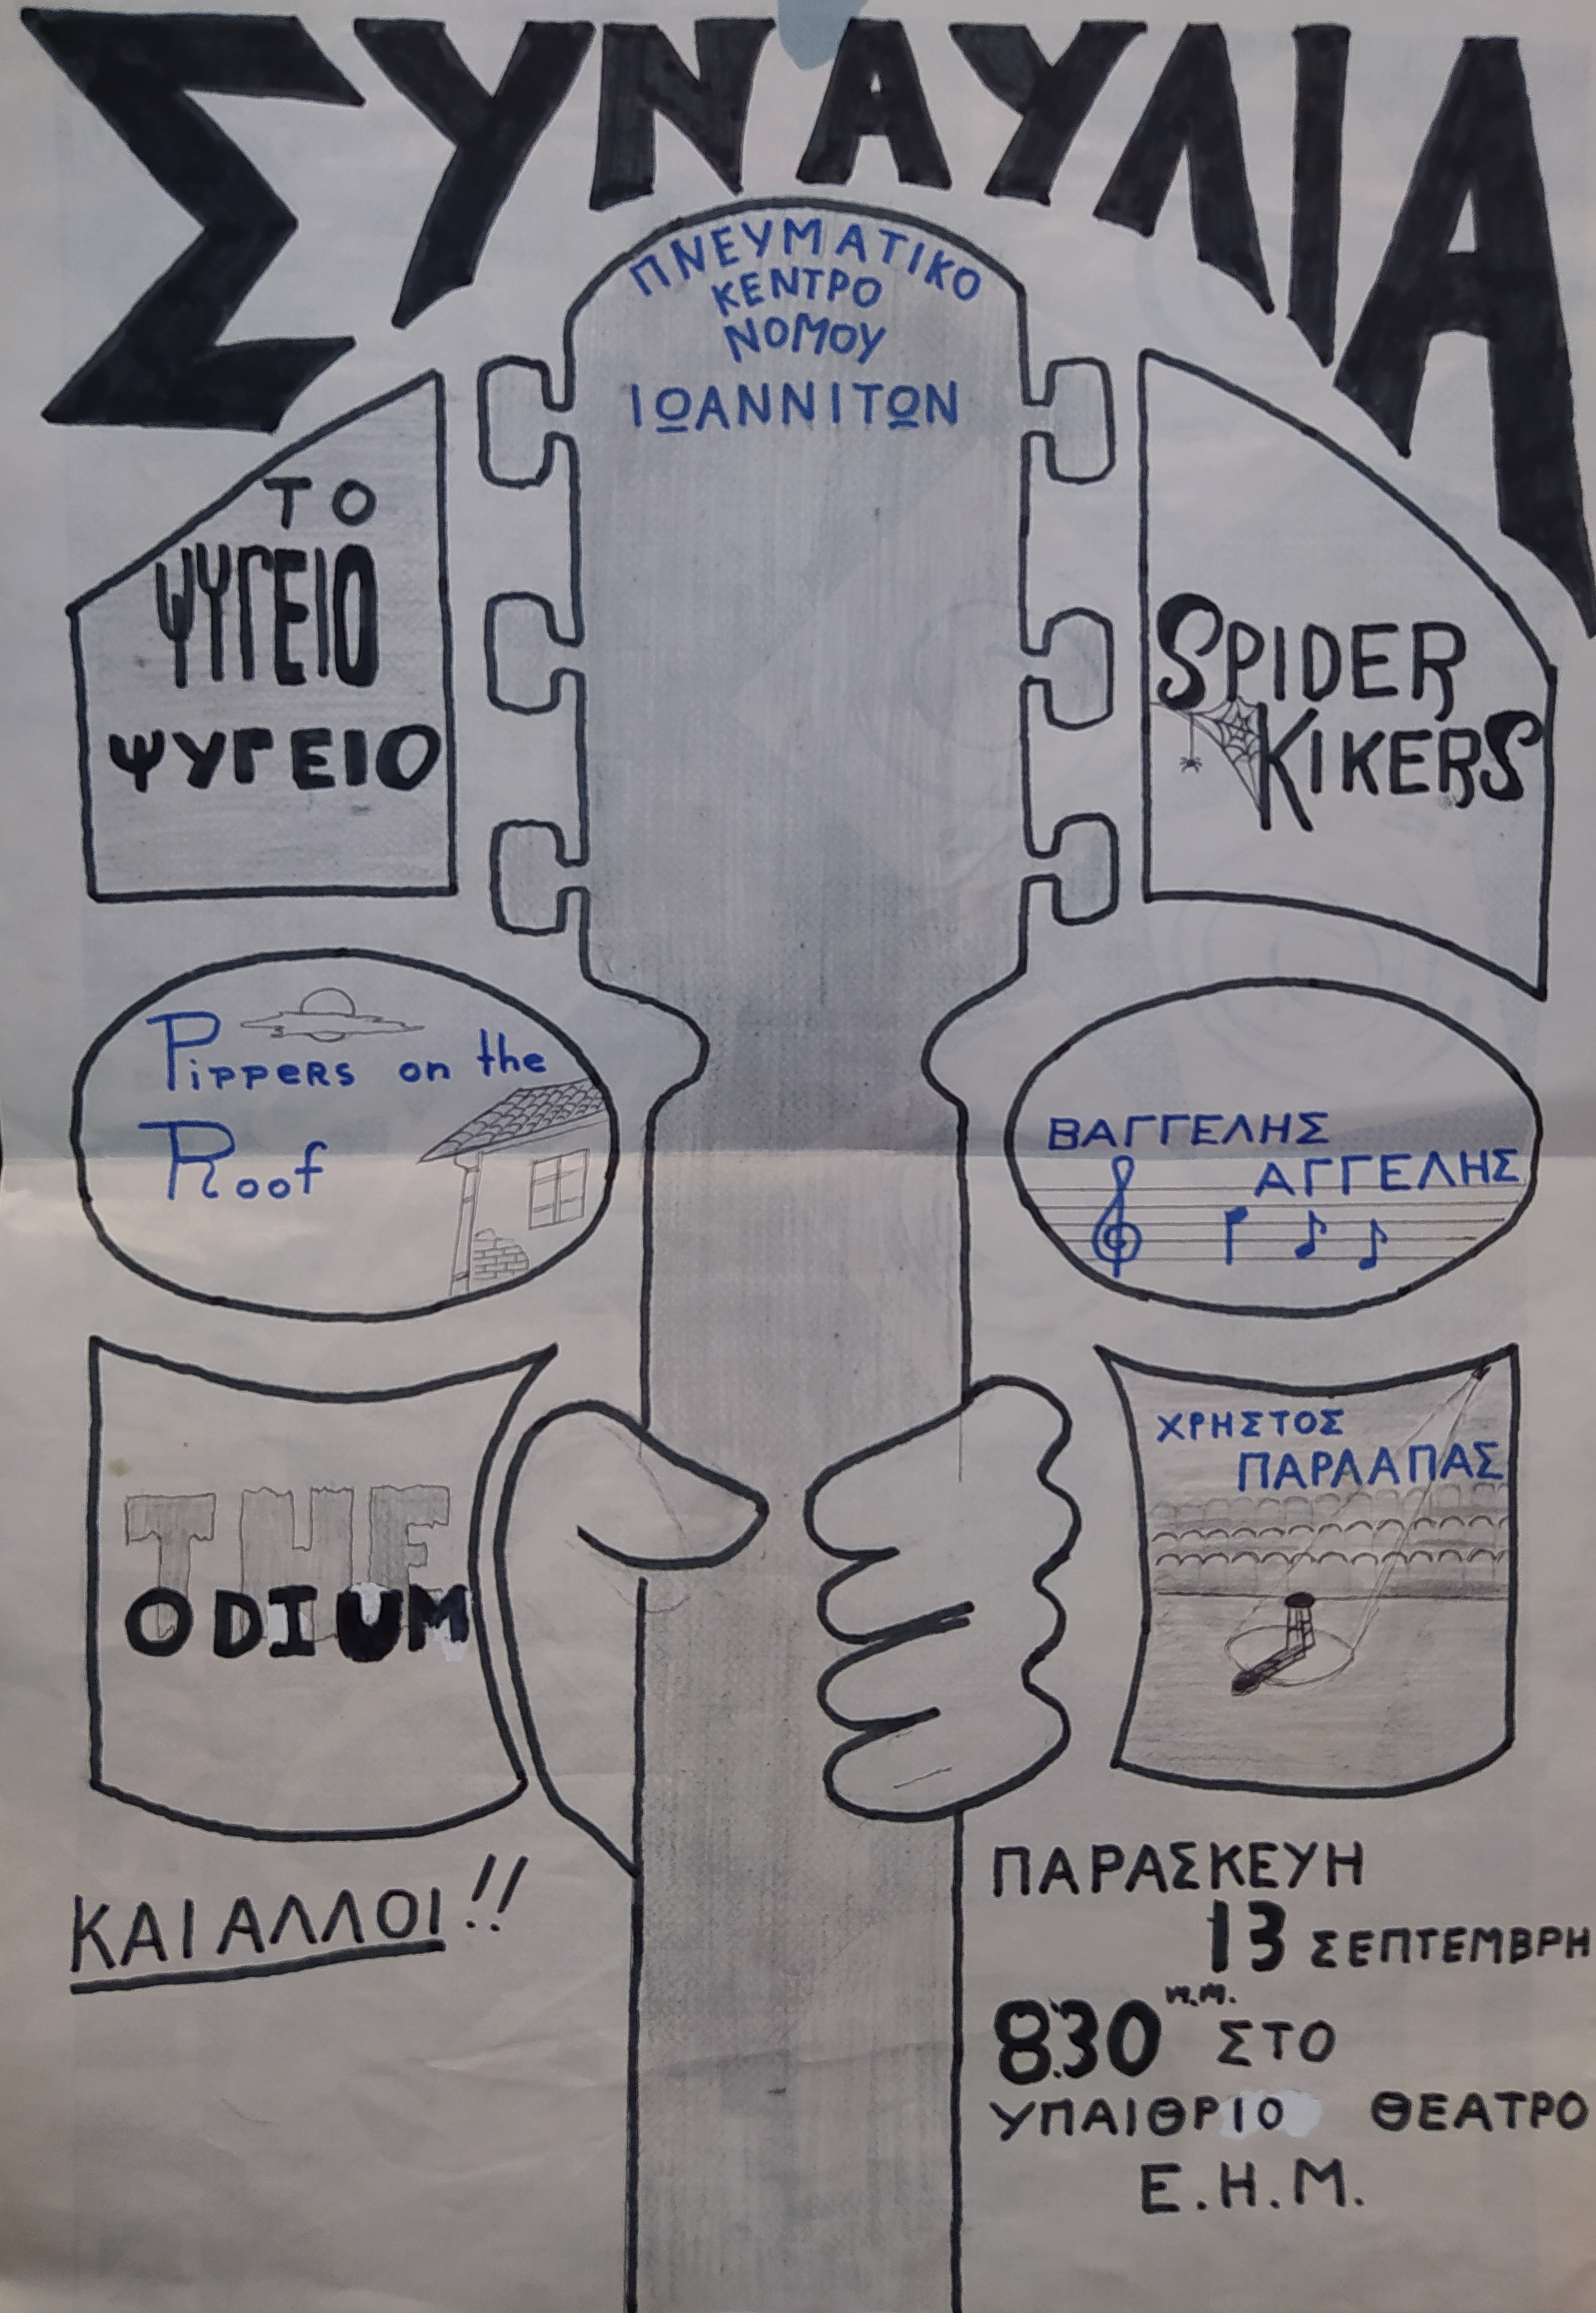 ΣΥΝΑΥΛΙΑ
ΠΝΕΥΜΑΤΙΚΟ
ΚΕΝΤΡΟ
ΝΟΜΟΥ
ΙΩΑΝΝΙΤΩΝ
ΤΟ
ΨΥΓΕΙΟ
ΨΥΓΕΙΟ
SPIDER
KIKERS
Pippers on the
Roof
ΒΑΓΓΕΛΗΣ
ΑΓΓΕΛΗΣ
THE
ODIUM
ΧΡΗΣΤΟΣ
ΠΑΡΛΑΠΑΣ
ΚΑΙ ΑΛΛΟΙ!!
ΠΑΡΑΣΚΕΥΗ
13 ΣΕΠΤΕΜΒΡΗ
8.30 μ.μ. ΣΤΟ
ΥΠΑΙΘΡΙΟ ΘΕΑΤΡΟ
Ε.Η.Μ.